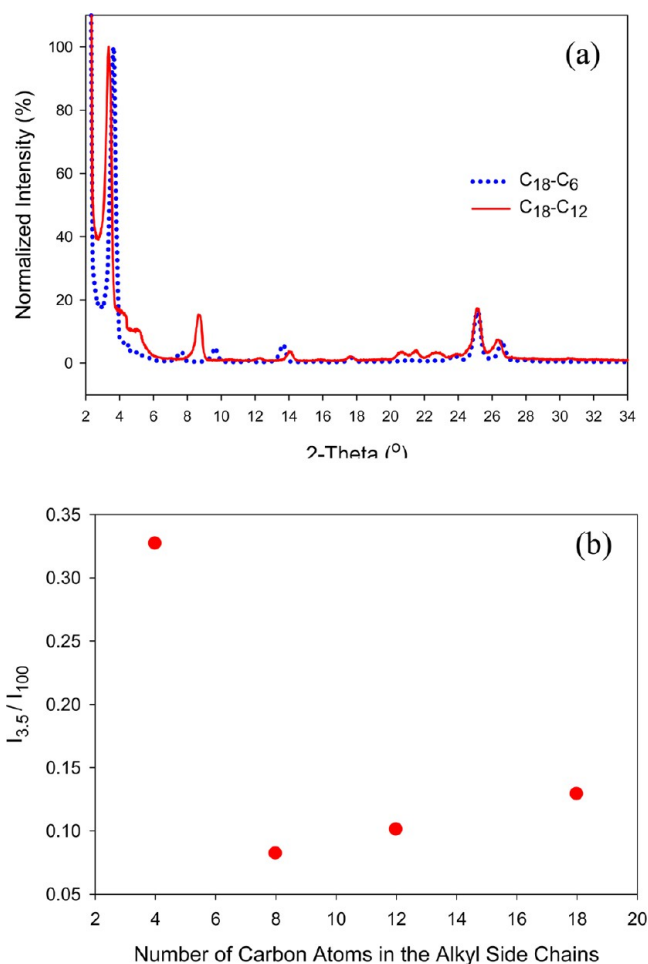 (a)
100
80
60
40
20
0
Normalized Intensity (%)
C18-C6
C18-C12
2 4 6 8 10 12 14 16 18 20 22 24 26 28 30 32 34
2-Theta (o)
(b)
0.35
0.30
0.25
0.20
0.15
0.10
0.05
I3.5 / I100
2 4 6 8 10 12 14 16 18 20
Number of Carbon Atoms in the Alkyl Side Chains